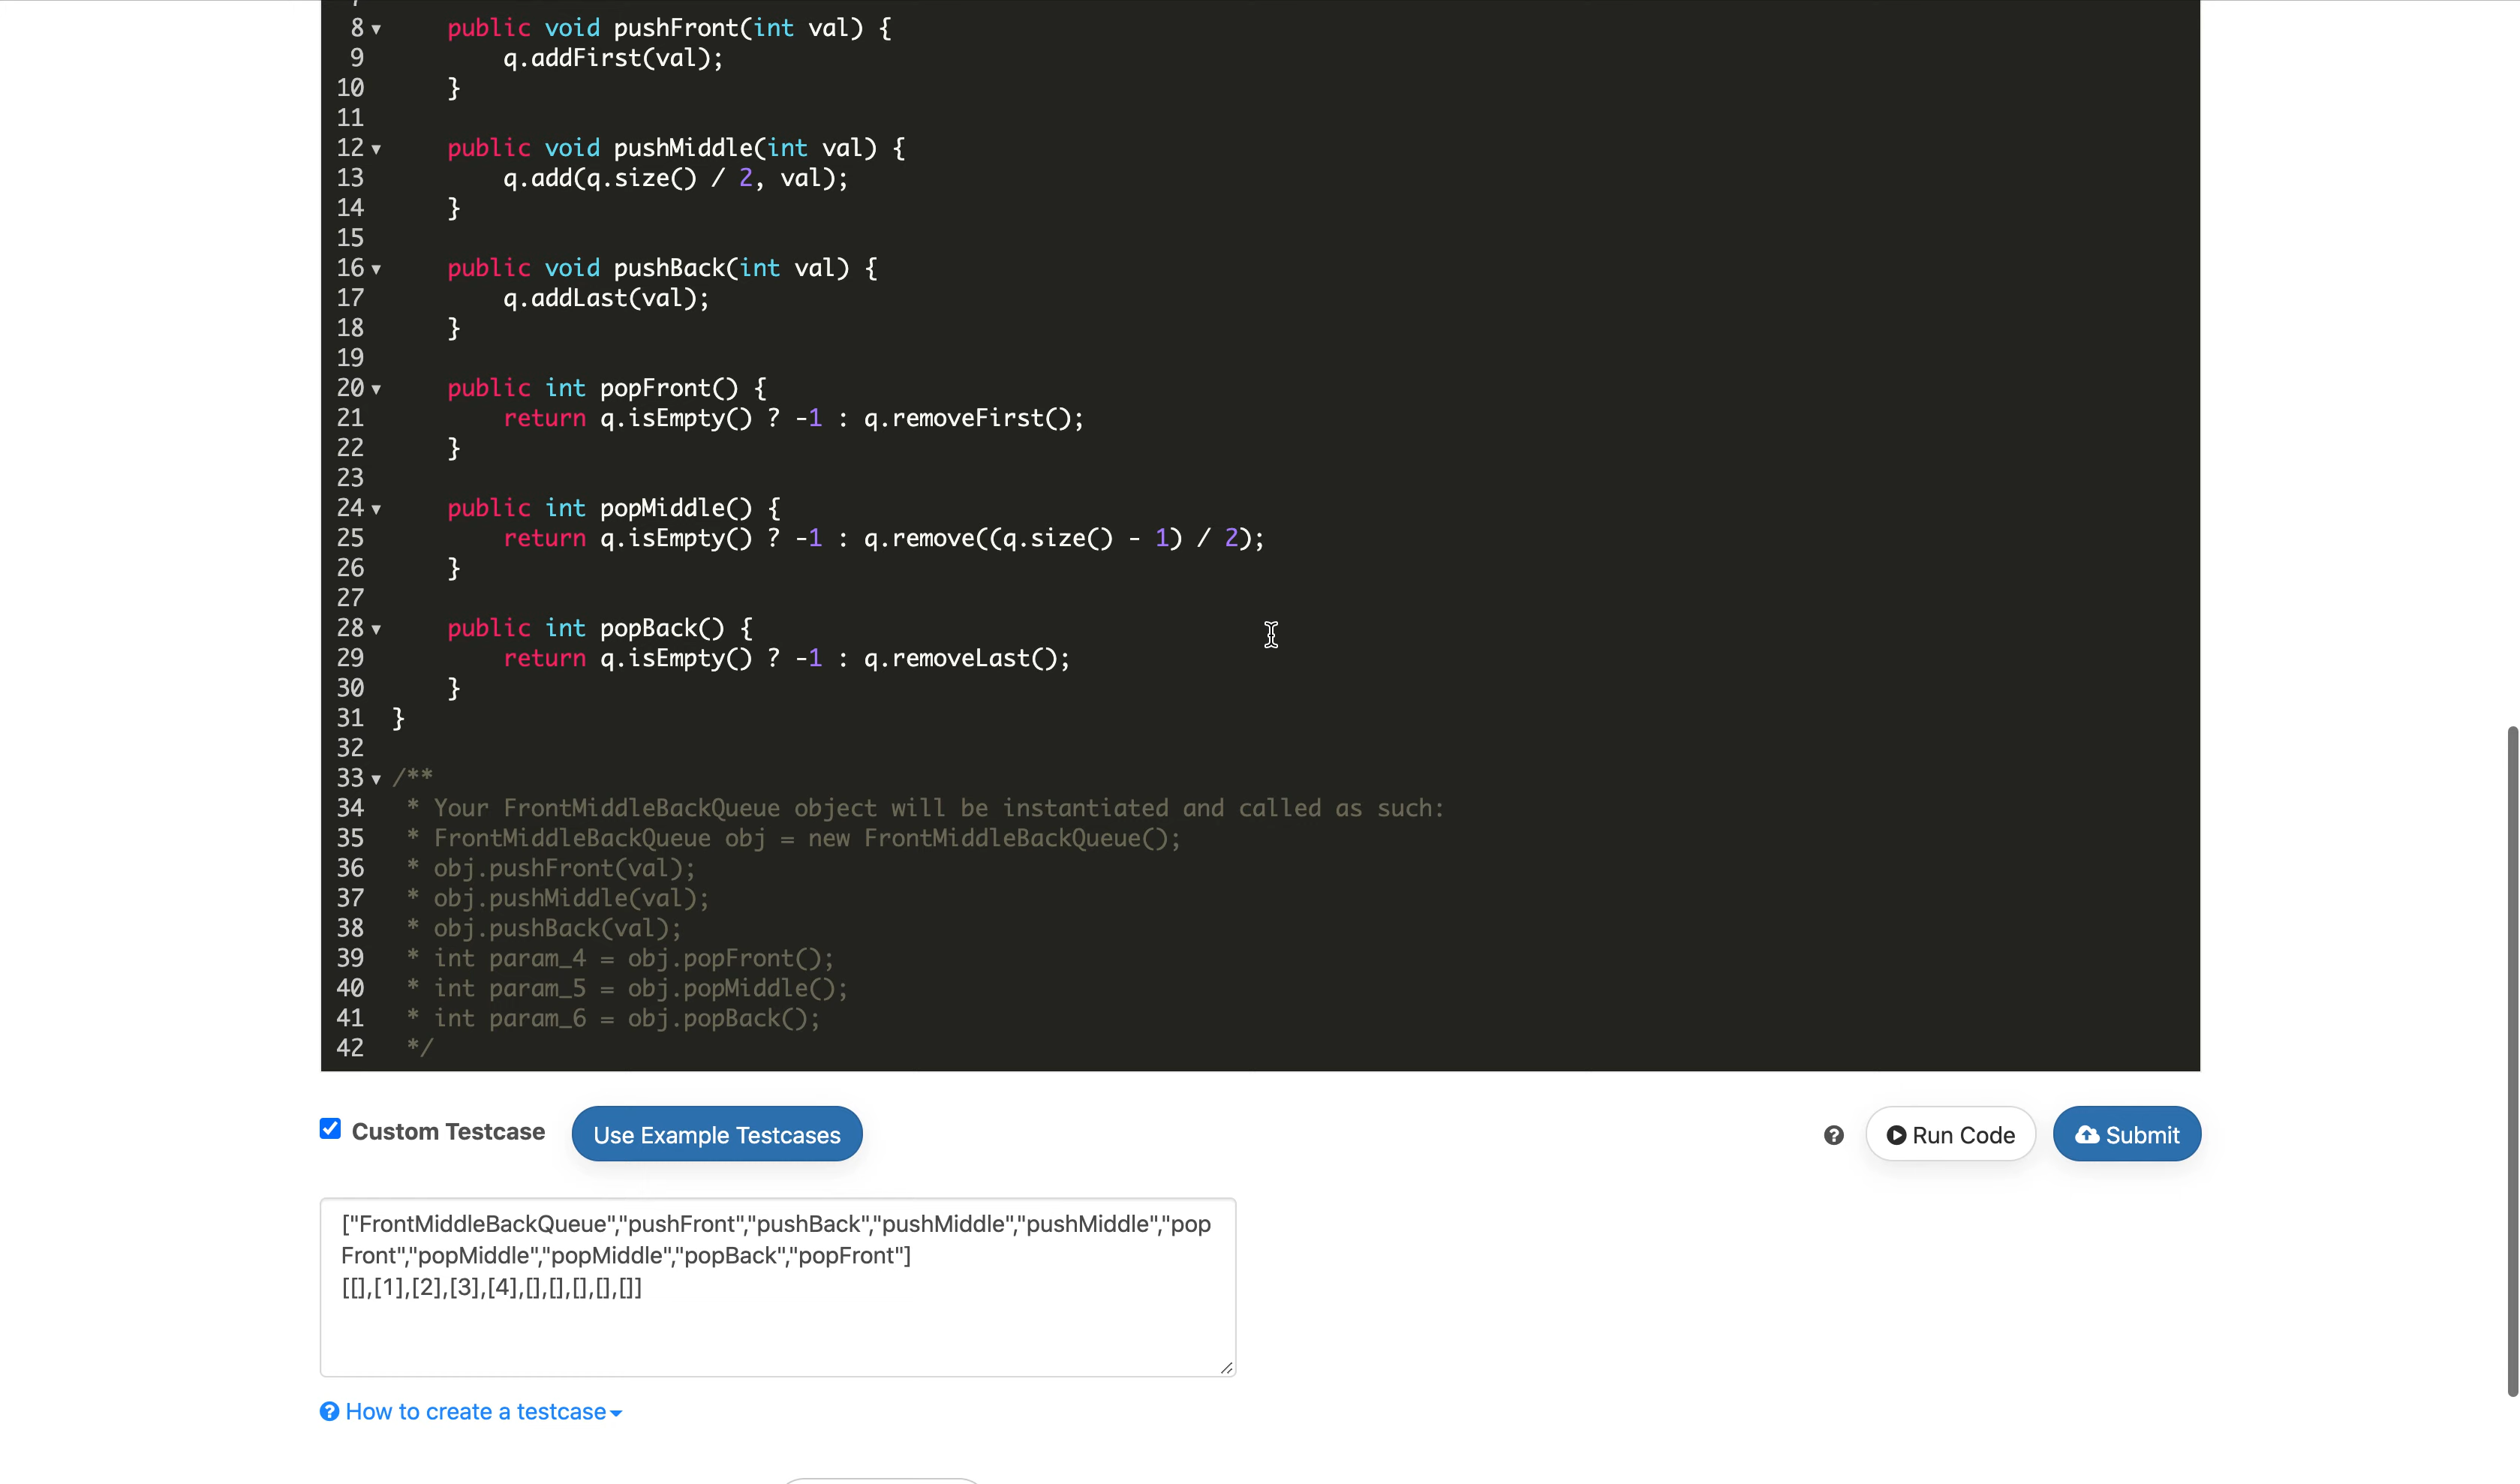 8     public void pushFront(int val) {
9         q.addFirst(val);
10     }
11
12     public void pushMiddle(int val) {
13         q.add(q.size() / 2, val);
14     }
15
16     public void pushBack(int val) {
17         q.addLast(val);
18     }
19
20     public int popFront() {
21         return q.isEmpty() ? -1 : q.removeFirst();
22     }
23
24     public int popMiddle() {
25         return q.isEmpty() ? -1 : q.remove((q.size() - 1) / 2);
26     }
27
28     public int popBack() {
29         return q.isEmpty() ? -1 : q.removeLast();
30     }
31 }
32
33 /**
34  * Your FrontMiddleBackQueue object will be instantiated and called as such:
35  * FrontMiddleBackQueue obj = new FrontMiddleBackQueue();
36  * obj.pushFront(val);
37  * obj.pushMiddle(val);
38  * obj.pushBack(val);
39  * int param_4 = obj.popFront();
40  * int param_5 = obj.popMiddle();
41  * int param_6 = obj.popBack();
42  */
Custom Testcase Use Example Testcases Run Code Submit
["FrontMiddleBackQueue","pushFront","pushBack","pushMiddle","pushMiddle","pop
Front","popMiddle","popMiddle","popBack","popFront"]
[[],[1],[2],[3],[4],[],[],[],[],[]]
How to create a testcase